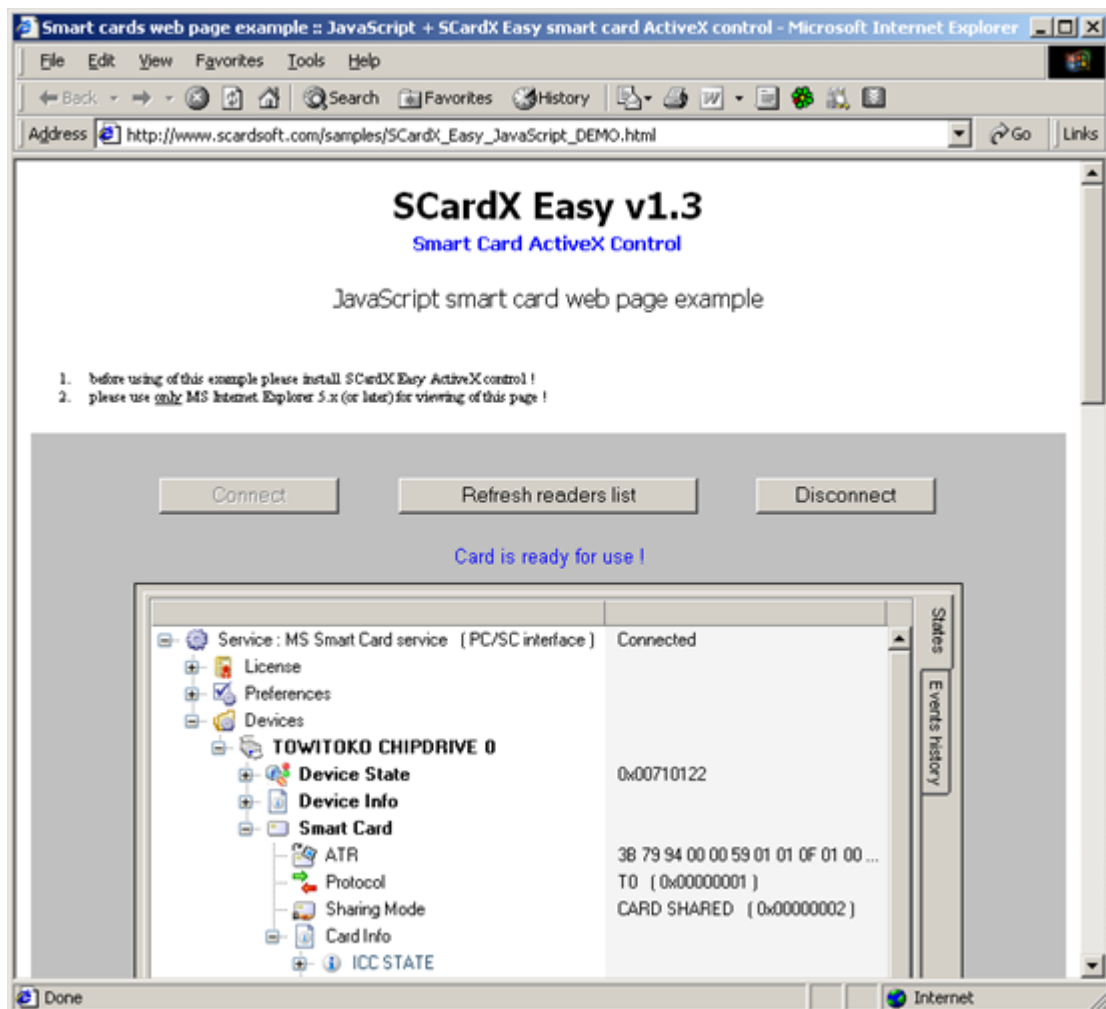 Smart cards web page example :: JavaScript + SCardX Easy smart card ActiveX control - Microsoft Internet Explorer
File Edit View Favorites Tools Help
Back Search Favorites History
Address http://www.scardsoft.com/samples/SCardX_Easy_JavaScript_DEMO.html Go Links
SCardX Easy v1.3
Smart Card ActiveX Control
JavaScript smart card web page example
1. before using of this example please install SCardX Easy ActiveX control !
2. please use only MS Internet Explorer 5.x (or later) for viewing of this page !
Connect Refresh readers list Disconnect
Card is ready for use !
Service : MS Smart Card service ( PC/SC interface ) Connected
License
Preferences
Devices
TOWITOKO CHIPDRIVE 0
Device State 0x00710122
Device Info
Smart Card
ATR 3B 79 94 00 00 59 01 01 0F 01 00 ...
Protocol T0 ( 0x00000001 )
Sharing Mode CARD SHARED ( 0x00000002 )
Card Info
ICC STATE
States
Events history
Done Internet